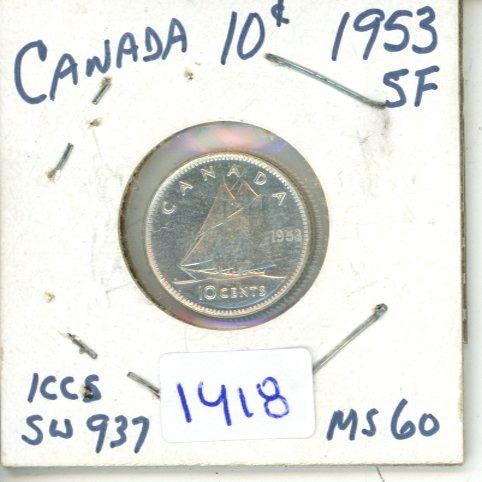 CANADA 10¢ 1953
SF
CANADA
1953
10 CENTS
ICCS
SW 937
1418
MS 60